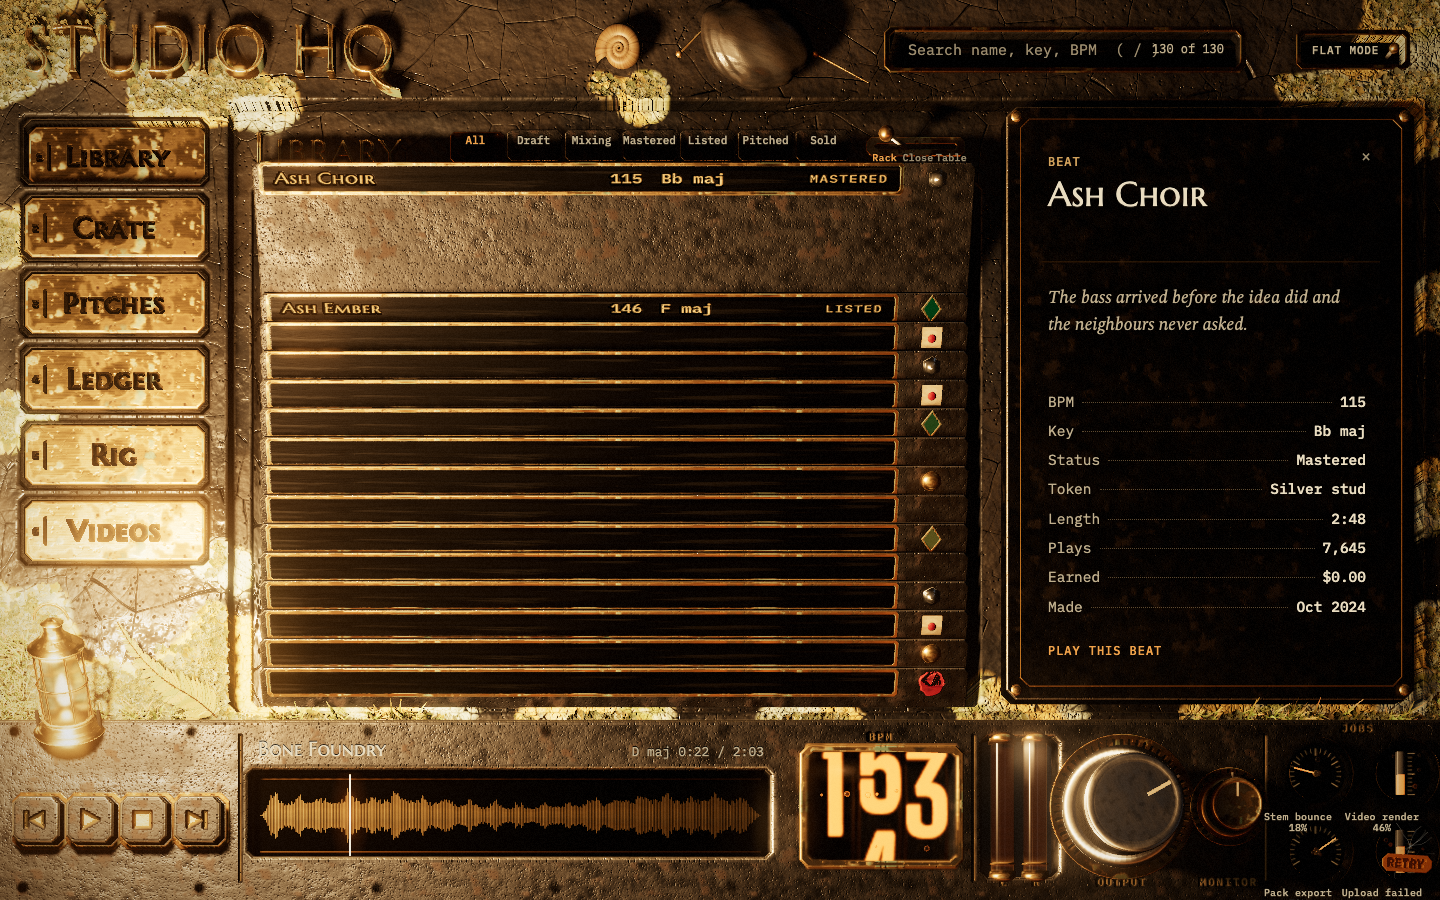 STUDIO HQ
Search name, key, BPM ( /
130 of 130
FLAT MODE
LIBRARY
CRATE
PITCHES
LEDGER
RIG
VIDEOS
LIBRARY
All Draft Mixing Mastered Listed Pitched Sold
Rack Close Table
ASH CHOIR 115 Bb maj MASTERED
ASH EMBER 146 F maj LISTED
BEAT
×
ASH CHOIR
The bass arrived before the idea did and
the neighbours never asked.
BPM 115
Key Bb maj
Status Mastered
Token Silver stud
Length 2:48
Plays 7,645
Earned $0.00
Made Oct 2024
PLAY THIS BEAT
BONE FOUNDRY D maj 0:22 / 2:03
BPM
OUTPUT
MONITOR
JOBS
Stem bounce 18%
Video render 46%
RETRY
Pack export
Upload failed